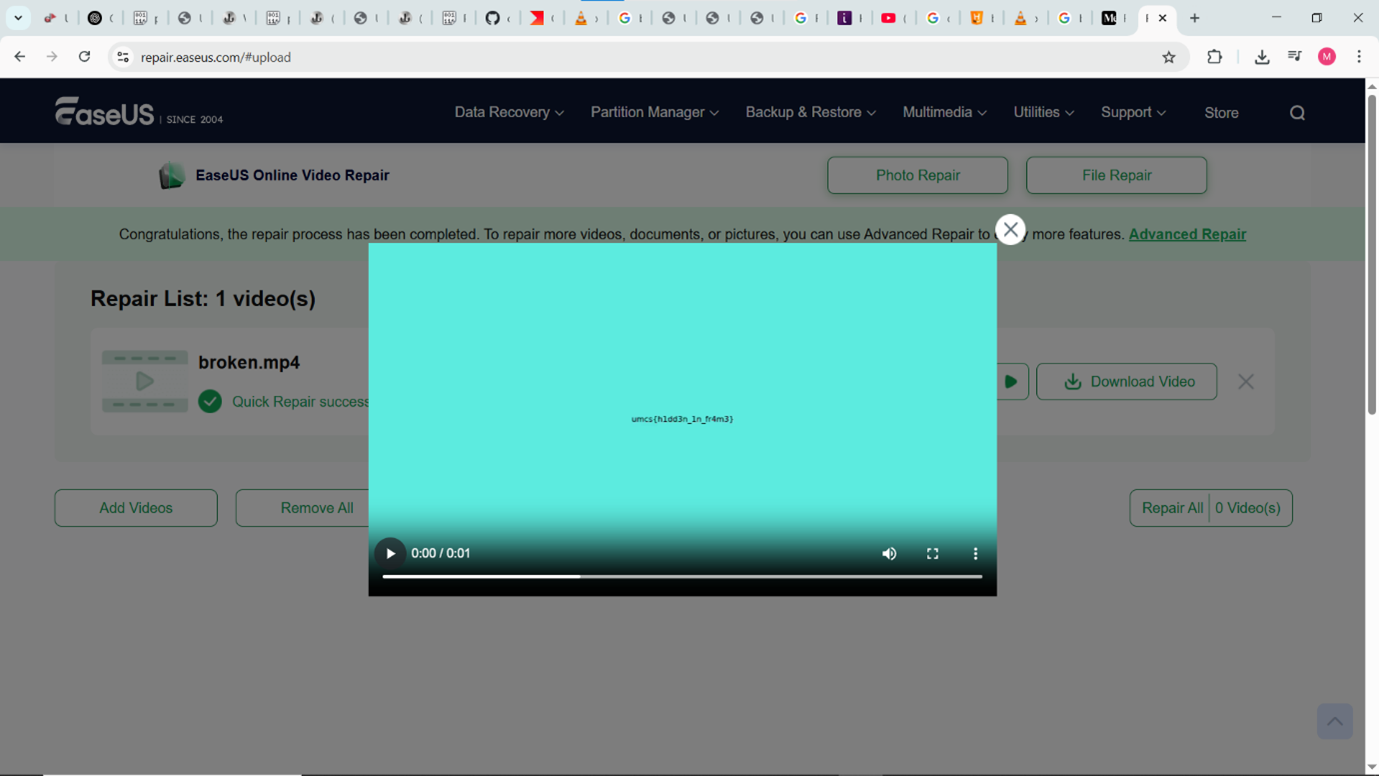 repair.easeus.com/#upload
M
EaseUS | SINCE 2004
Data Recovery
Partition Manager
Backup & Restore
Multimedia
Utilities
Support
Store
EaseUS Online Video Repair
Photo Repair
File Repair
Congratulations, the repair process has been completed. To repair more videos, documents, or pictures, you can use Advanced Repair to more features. Advanced Repair
Repair List: 1 video(s)
broken.mp4
Quick Repair success
Download Video
umcs{h1dd3n_1n_fr4m3}
0:00 / 0:01
Add Videos
Remove All
Repair All | 0 Video(s)